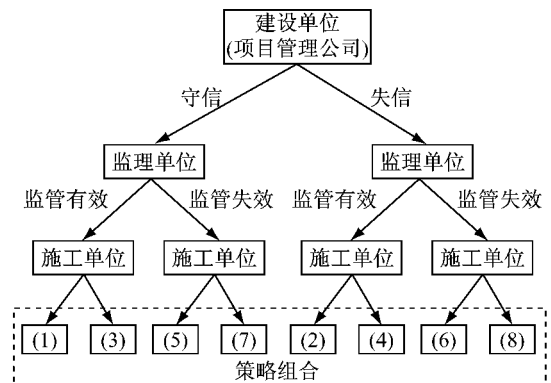 建设单位
(项目管理公司)
守信 失信
监理单位 监理单位
监管有效 监管失效 监管有效 监管失效
施工单位 施工单位 施工单位 施工单位
(1) (3) (5) (7) (2) (4) (6) (8)
策略组合